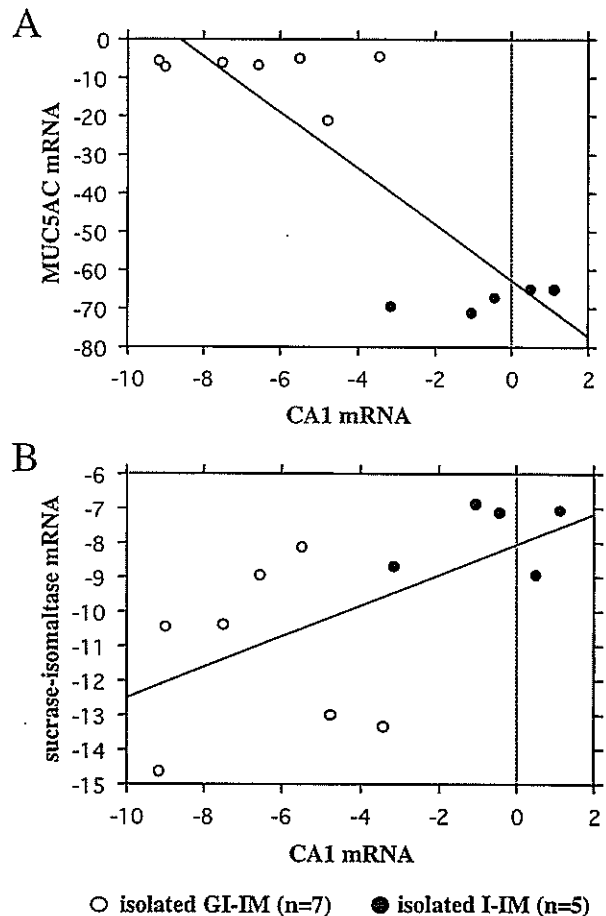 A
0
-10
-20
-30
-40
-50
-60
-70
-80
MUC5AC mRNA
-10 -8 -6 -4 -2 0 2
CA1 mRNA
B
-6
-7
-8
-9
-10
-11
-12
-13
-14
-15
sucrase-isomaltase mRNA
-10 -8 -6 -4 -2 0 2
CA1 mRNA
○ isolated GI-IM (n=7) ● isolated I-IM (n=5)